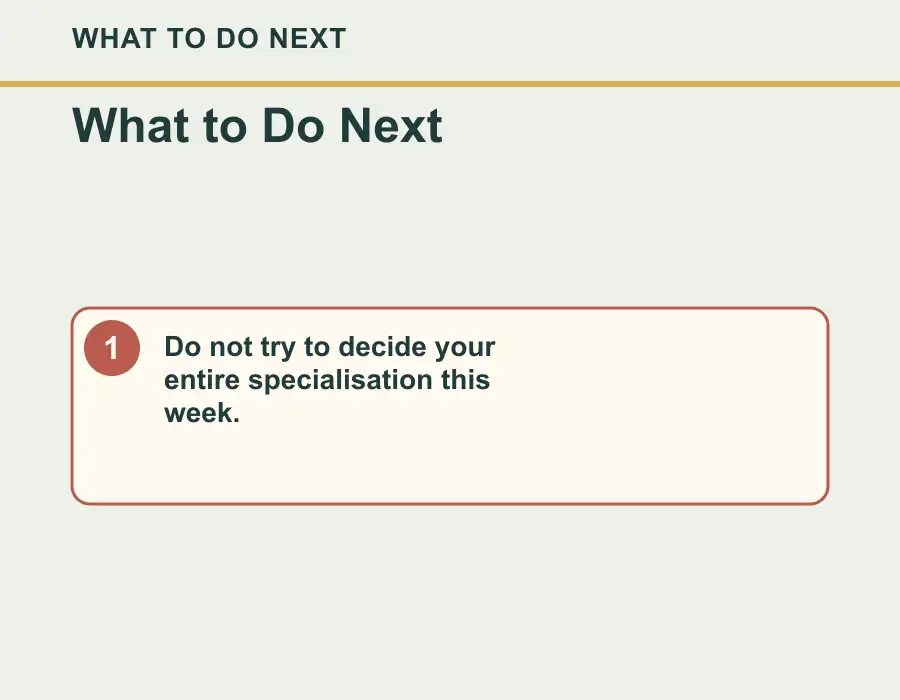 WHAT TO DO NEXT
What to Do Next
1
Do not try to decide your
entire specialisation this
week.